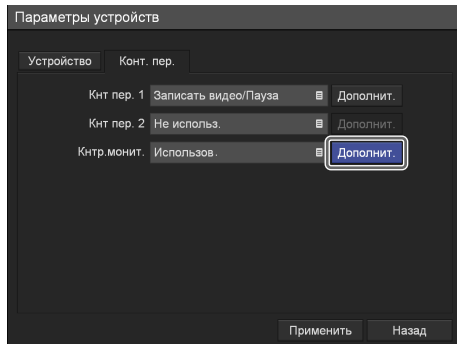 Параметры устройств
Устройство Конт. пер.
Кнт пер. 1 Записать видео/Пауза Дополнит.
Кнт пер. 2 Не использ. Дополнит.
Кнтр.монит. Использов. Дополнит.
Применить Назад